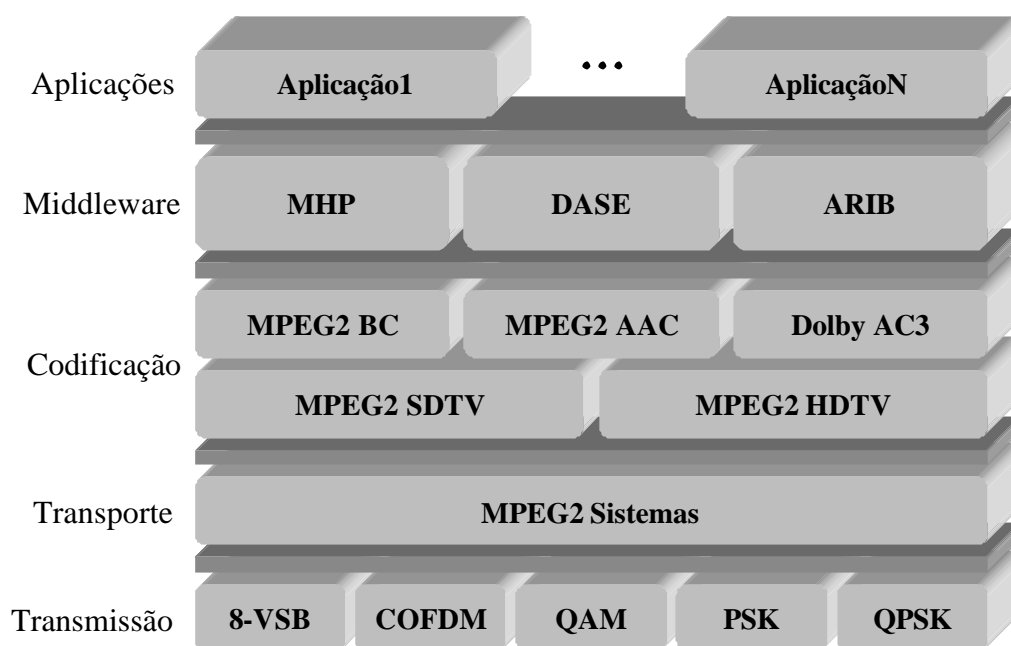 Aplicações
Aplicação1
...
AplicaçãoN
Middleware
MHP
DASE
ARIB
Codificação
MPEG2 BC
MPEG2 AAC
Dolby AC3
MPEG2 SDTV
MPEG2 HDTV
Transporte
MPEG2 Sistemas
Transmissão
8-VSB
COFDM
QAM
PSK
QPSK